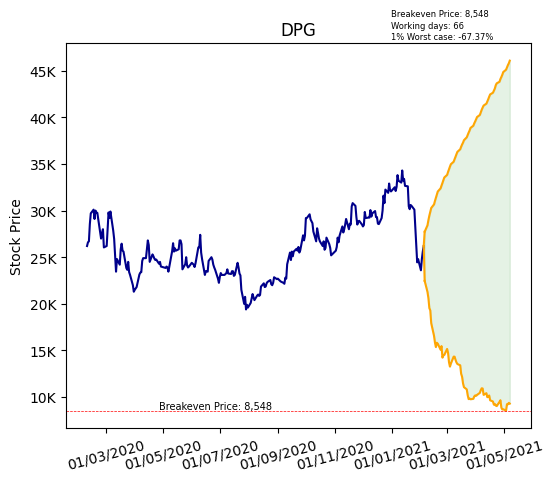 Breakeven Price: 8,548
Working days: 66
1% Worst case: -67.37%
DPG
Stock Price
45K
40K
35K
30K
25K
20K
15K
10K
Breakeven Price: 8,548
01/03/2020
01/05/2020
01/07/2020
01/09/2020
01/11/2020
01/01/2021
01/03/2021
01/05/2021